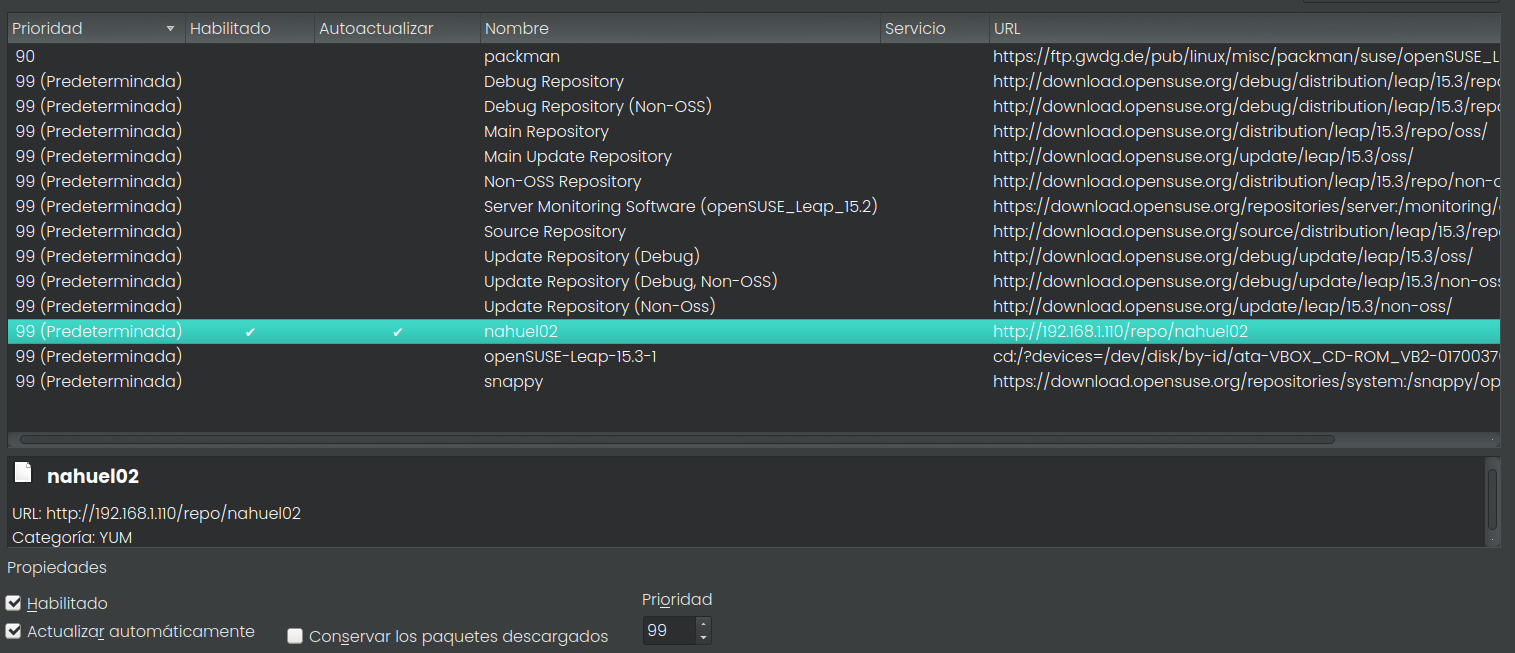 Prioridad Habilitado Autoactualizar Nombre Servicio URL
90 packman https://ftp.gwdg.de/pub/linux/misc/packman/suse/openSUSE_L
99 (Predeterminada) Debug Repository http://download.opensuse.org/debug/distribution/leap/15.3/repo
99 (Predeterminada) Debug Repository (Non-OSS) http://download.opensuse.org/debug/distribution/leap/15.3/repo
99 (Predeterminada) Main Repository http://download.opensuse.org/distribution/leap/15.3/repo/oss/
99 (Predeterminada) Main Update Repository http://download.opensuse.org/update/leap/15.3/oss/
99 (Predeterminada) Non-OSS Repository http://download.opensuse.org/distribution/leap/15.3/repo/non-o
99 (Predeterminada) Server Monitoring Software (openSUSE_Leap_15.2) https://download.opensuse.org/repositories/server:/monitoring/
99 (Predeterminada) Source Repository http://download.opensuse.org/source/distribution/leap/15.3/repo
99 (Predeterminada) Update Repository (Debug) http://download.opensuse.org/debug/update/leap/15.3/oss/
99 (Predeterminada) Update Repository (Debug, Non-OSS) http://download.opensuse.org/debug/update/leap/15.3/non-oss
99 (Predeterminada) Update Repository (Non-Oss) http://download.opensuse.org/update/leap/15.3/non-oss/
99 (Predeterminada) ✔ ✔ nahuel02 http://192.168.1.110/repo/nahuel02
99 (Predeterminada) openSUSE-Leap-15.3-1 cd:/?devices=/dev/disk/by-id/ata-VBOX_CD-ROM_VB2-0170037
99 (Predeterminada) snappy https://download.opensuse.org/repositories/system:/snappy/op
nahuel02
URL: http://192.168.1.110/repo/nahuel02
Categoría: YUM
Propiedades
Habilitado
Actualizar automáticamente
Conservar los paquetes descargados
Prioridad
99